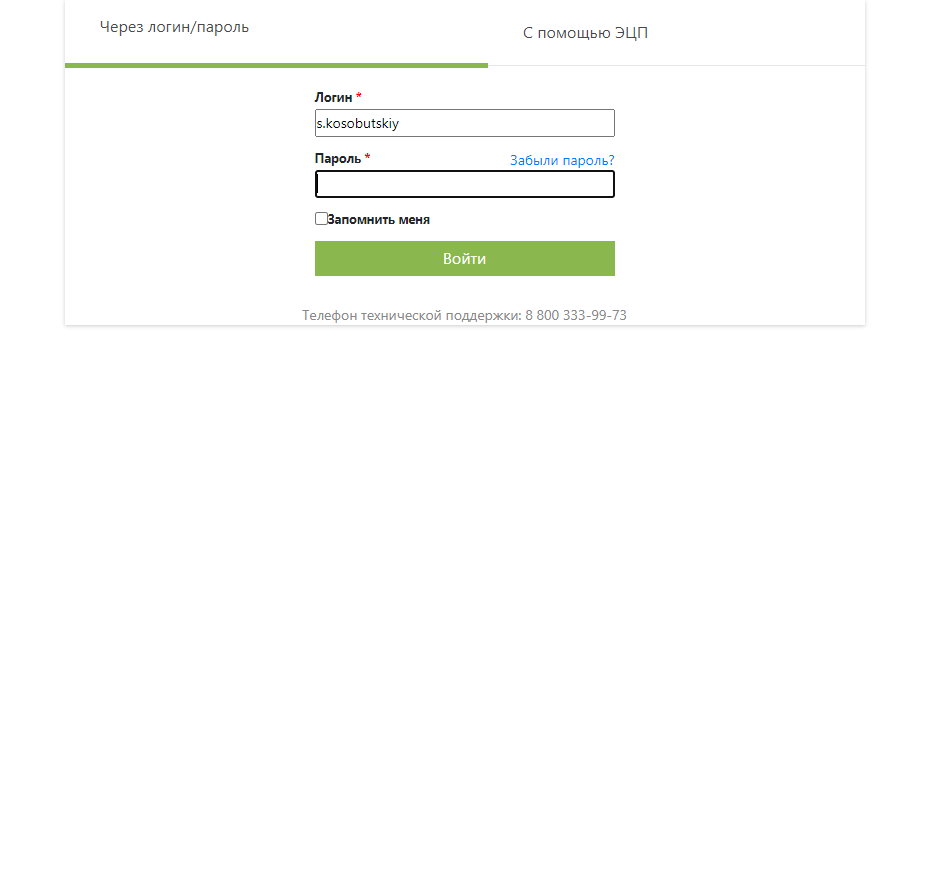 Через логин/пароль
С помощью ЭЦП
Логин *
s.kosobutskiy
Пароль *
Забыли пароль?
Запомнить меня
Войти
Телефон технической поддержки: 8 800 333-99-73